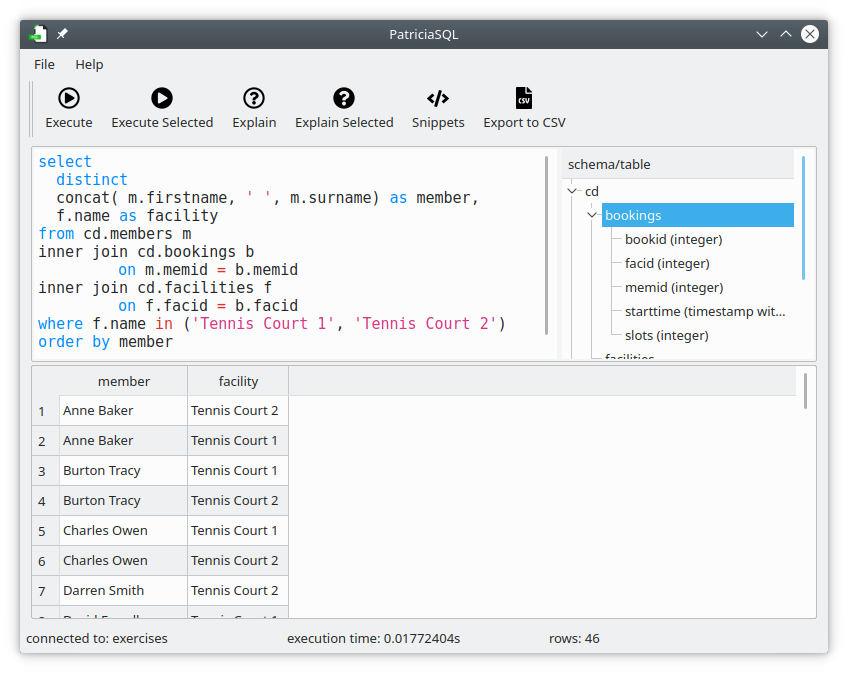 PatriciaSQL
File Help
Execute Execute Selected Explain Explain Selected Snippets Export to CSV
select
distinct
concat( m.firstname, ' ', m.surname) as member,
f.name as facility
from cd.members m
inner join cd.bookings b
on m.memid = b.memid
inner join cd.facilities f
on f.facid = b.facid
where f.name in ('Tennis Court 1', 'Tennis Court 2')
order by member
schema/table
cd
bookings
bookid (integer)
facid (integer)
memid (integer)
starttime (timestamp wit...
slots (integer)
facilities
member facility
1 Anne Baker Tennis Court 2
2 Anne Baker Tennis Court 1
3 Burton Tracy Tennis Court 1
4 Burton Tracy Tennis Court 2
5 Charles Owen Tennis Court 1
6 Charles Owen Tennis Court 2
7 Darren Smith Tennis Court 2
connected to: exercises execution time: 0.01772404s rows: 46